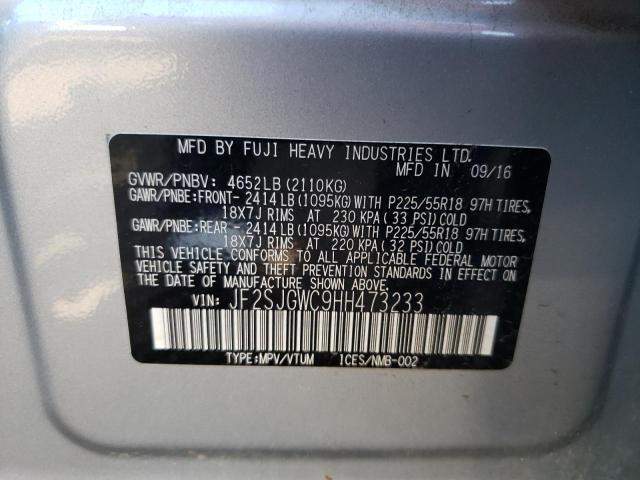 MFD BY FUJI HEAVY INDUSTRIES LTD.
MFD IN 09/16
GVWR/PNBV: 4652LB (2110KG)
GAWR/PNBE:FRONT- 2414LB (1095KG) WITH P225/55R18 97H TIRES,
18X7J RIMS AT 230 KPA (33 PSI) COLD
GAWR/PNBE:REAR - 2414LB (1095KG) WITH P225/55R18 97H TIRES,
18X7J RIMS AT 220 KPA (32 PSI) COLD
THIS VEHICLE CONFORMS TO ALL APPLICABLE FEDERAL MOTOR
VEHICLE SAFETY AND THEFT PREVENTION STANDARDS IN EFFECT ON
THE DATE OF MANUFACTURE SHOWN ABOVE.
VIN: JF2SJGWC9HH473233
TYPE:MPV/VTUM ICES/NMB-002